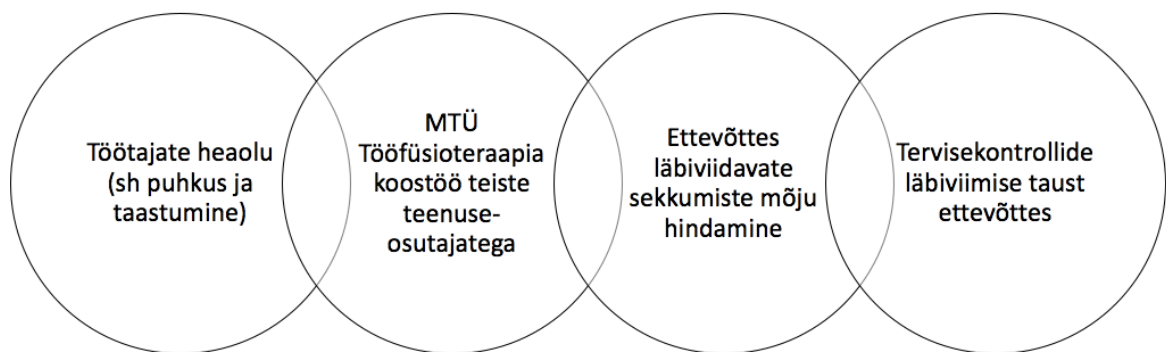 Töötajate heaolu
(sh puhkus ja
taastumine)
MTÜ
Tööfüsioteraapia
koostöö teiste
teenuse-
osutajatega
Ettevõttes
läbiviidavate
sekkumiste mõju
hindamine
Tervisekontrollide
läbiviimise taust
ettevõttes